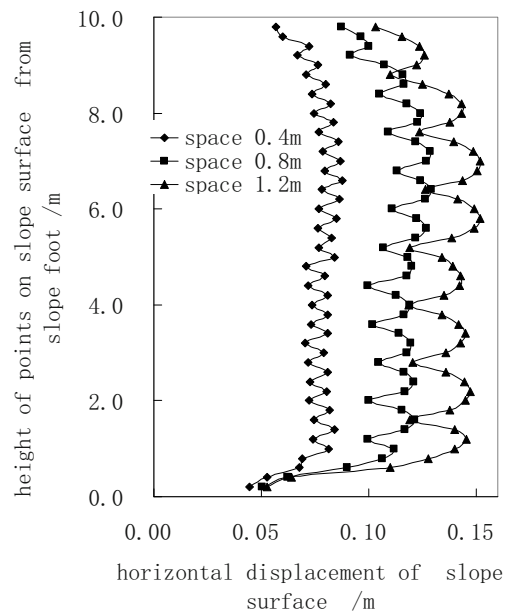 10.0
8.0
6.0
4.0
2.0
0.0
height of points on slope surface from
slope foot /m
space 0.4m
space 0.8m
space 1.2m
0.00 0.05 0.10 0.15
horizontal displacement of slope
surface /m